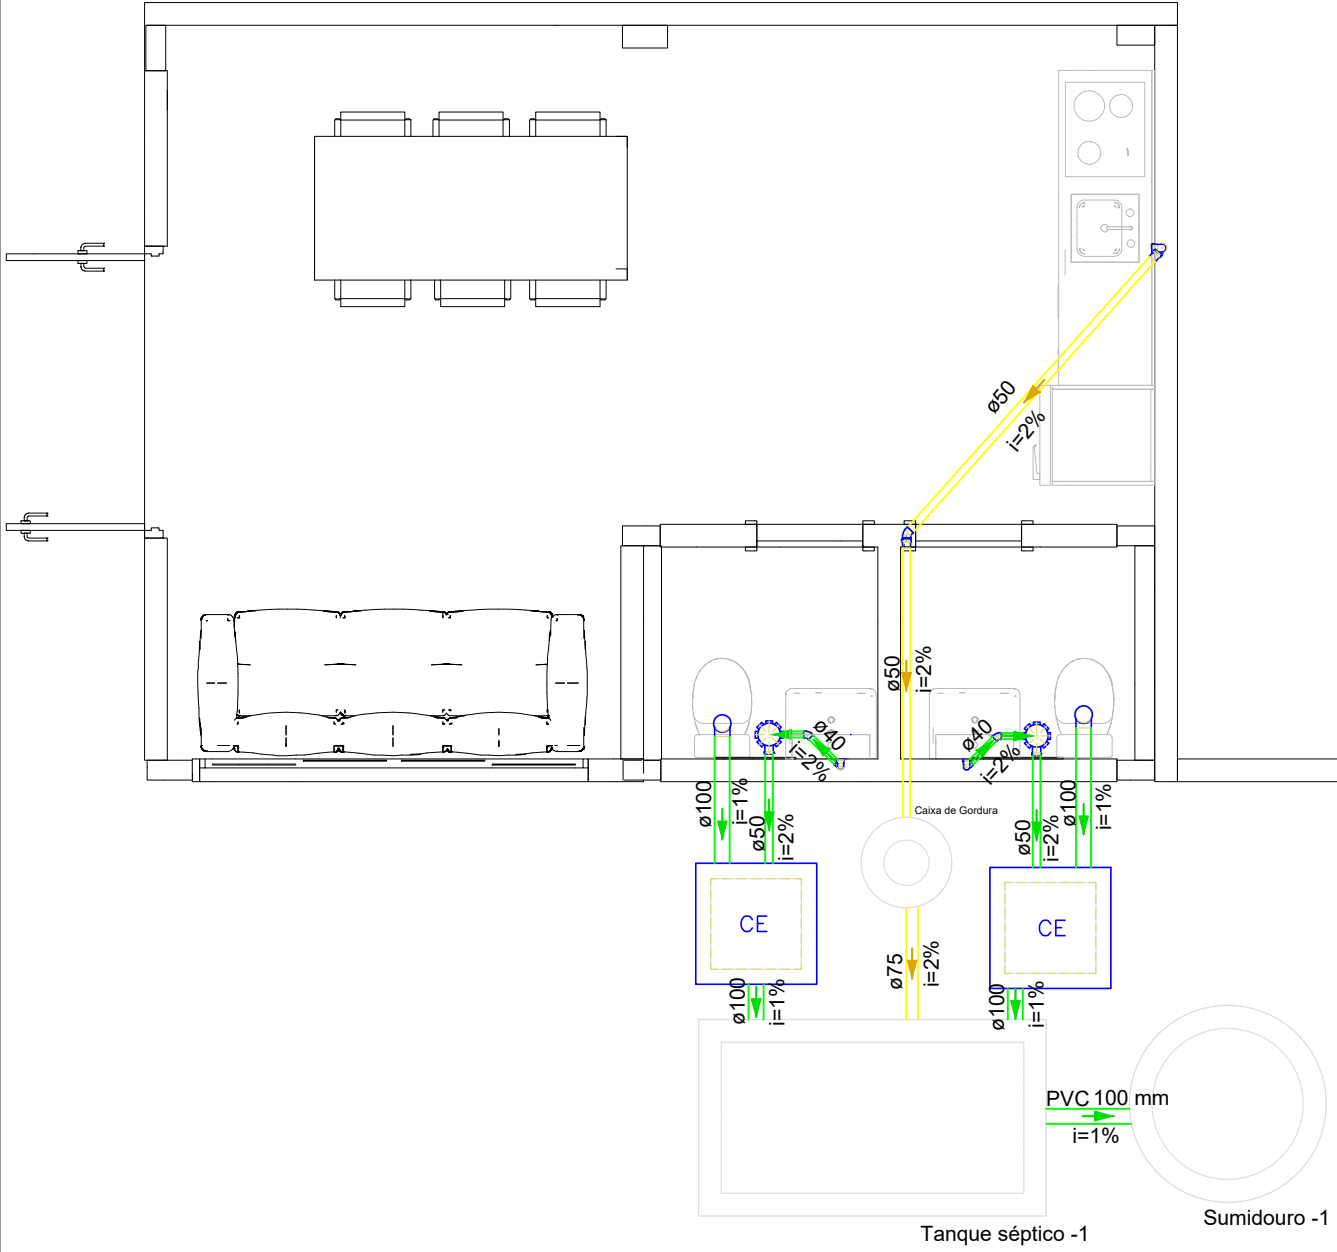 ø50
i=2%
ø50
i=2%
ø40
i=2%
ø40
i=2%
ø100
i=1%
ø50
i=2%
Caixa de Gordura
ø50
i=2%
ø100
i=1%
CE
CE
ø75
i=2%
ø100
i=1%
ø100
i=1%
PVC 100 mm
i=1%
Sumidouro -1
Tanque séptico -1